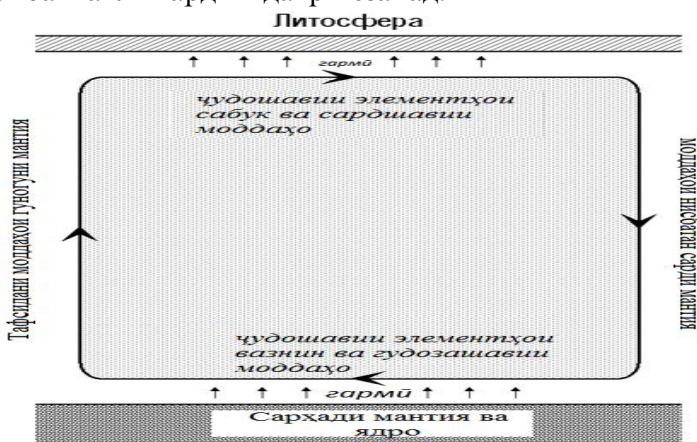 Литосфера
гармӣ
ҷудошавии элементҳои
сабук ва сардшавии
моддаҳо
Тафсидани моддаҳои гуногуни мантия
моддаҳои нисбатан сарди мантия
ҷудошавии элементҳои
вазнин ва гудозашавии
моддаҳо
гармӣ
Сарҳади мантия ва
ядро